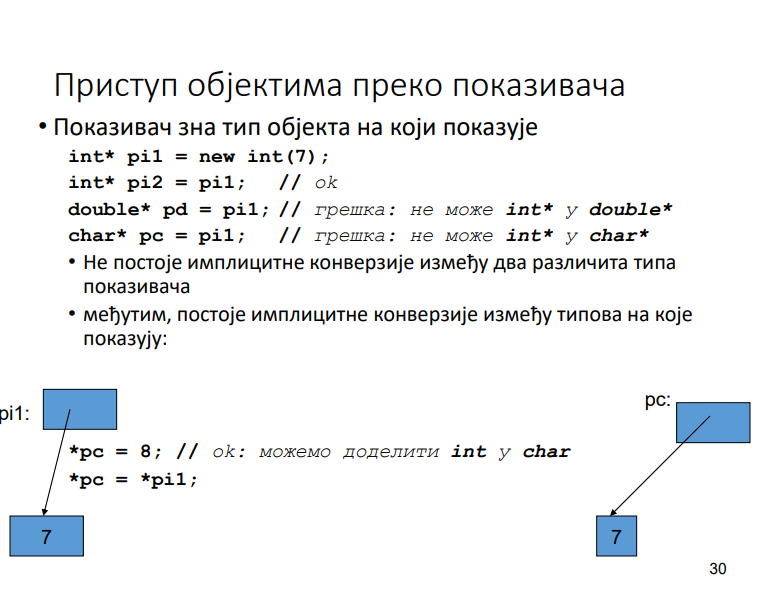 Приступ објектима преко показивача
• Показивач зна тип објекта на који показује
int* pi1 = new int(7);
int* pi2 = pi1; // ok
double* pd = pi1; // грешка: не може int* у double*
char* pc = pi1; // грешка: не може int* у char*
• Не постоје имплицитне конверзије између два различита типа
показивача
• међутим, постоје имплицитне конверзије између типова на које
показују:
pi1:
pc:
*pc = 8; // ok: можемо доделити int у char
*pc = *pi1;
7
7
30